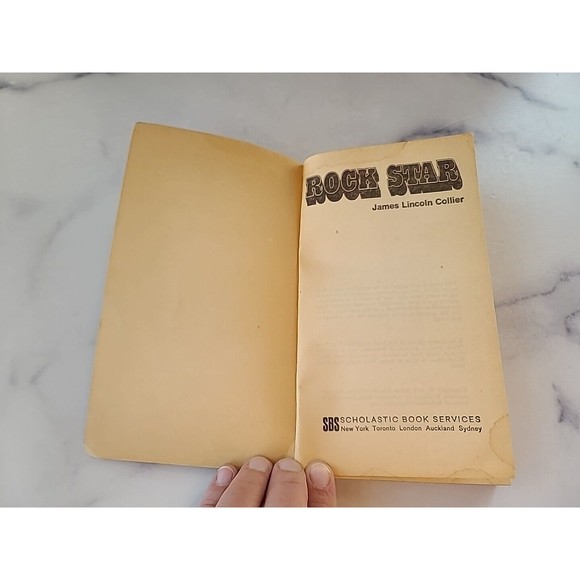 ROCK STAR
James Lincoln Collier
SBS SCHOLASTIC BOOK SERVICES
New York Toronto London Auckland Sydney